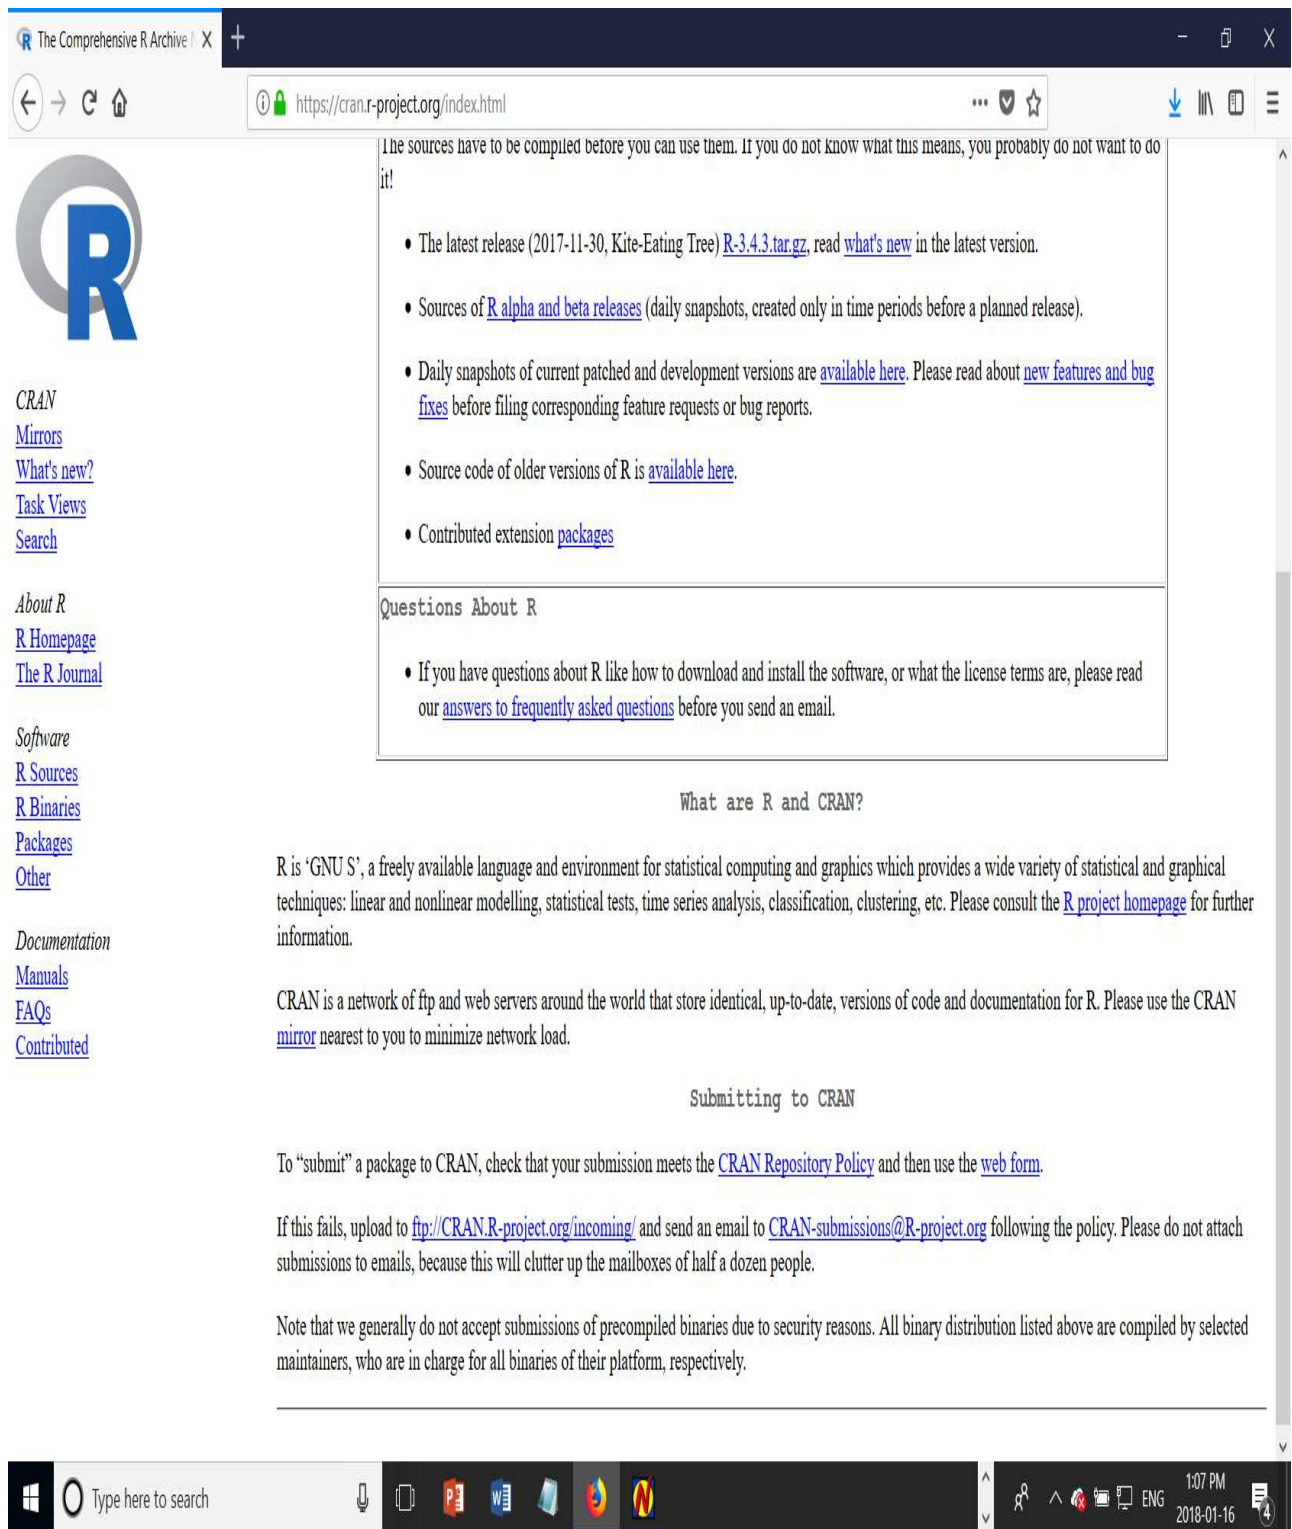 The Comprehensive R Archive N
https://cran.r-project.org/index.html
The sources have to be compiled before you can use them. If you do not know what this means, you probably do not want to do
it!
R
• The latest release (2017-11-30, Kite-Eating Tree) R-3.4.3.tar.gz, read what's new in the latest version.
• Sources of R alpha and beta releases (daily snapshots, created only in time periods before a planned release).
• Daily snapshots of current patched and development versions are available here. Please read about new features and bug
fixes before filing corresponding feature requests or bug reports.
• Source code of older versions of R is available here.
• Contributed extension packages
CRAN
Mirrors
What's new?
Task Views
Search
About R
R Homepage
The R Journal
Software
R Sources
R Binaries
Packages
Other
Documentation
Manuals
FAQs
Contributed
Questions About R
• If you have questions about R like how to download and install the software, or what the license terms are, please read
our answers to frequently asked questions before you send an email.
What are R and CRAN?
R is ‘GNU S’, a freely available language and environment for statistical computing and graphics which provides a wide variety of statistical and graphical
techniques: linear and nonlinear modelling, statistical tests, time series analysis, classification, clustering, etc. Please consult the R project homepage for further
information.
CRAN is a network of ftp and web servers around the world that store identical, up-to-date, versions of code and documentation for R. Please use the CRAN
mirror nearest to you to minimize network load.
Submitting to CRAN
To “submit” a package to CRAN, check that your submission meets the CRAN Repository Policy and then use the web form.
If this fails, upload to ftp://CRAN.R-project.org/incoming/ and send an email to CRAN-submissions@R-project.org following the policy. Please do not attach
submissions to emails, because this will clutter up the mailboxes of half a dozen people.
Note that we generally do not accept submissions of precompiled binaries due to security reasons. All binary distribution listed above are compiled by selected
maintainers, who are in charge for all binaries of their platform, respectively.
Type here to search
ENG
1:07 PM
2018-01-16
4